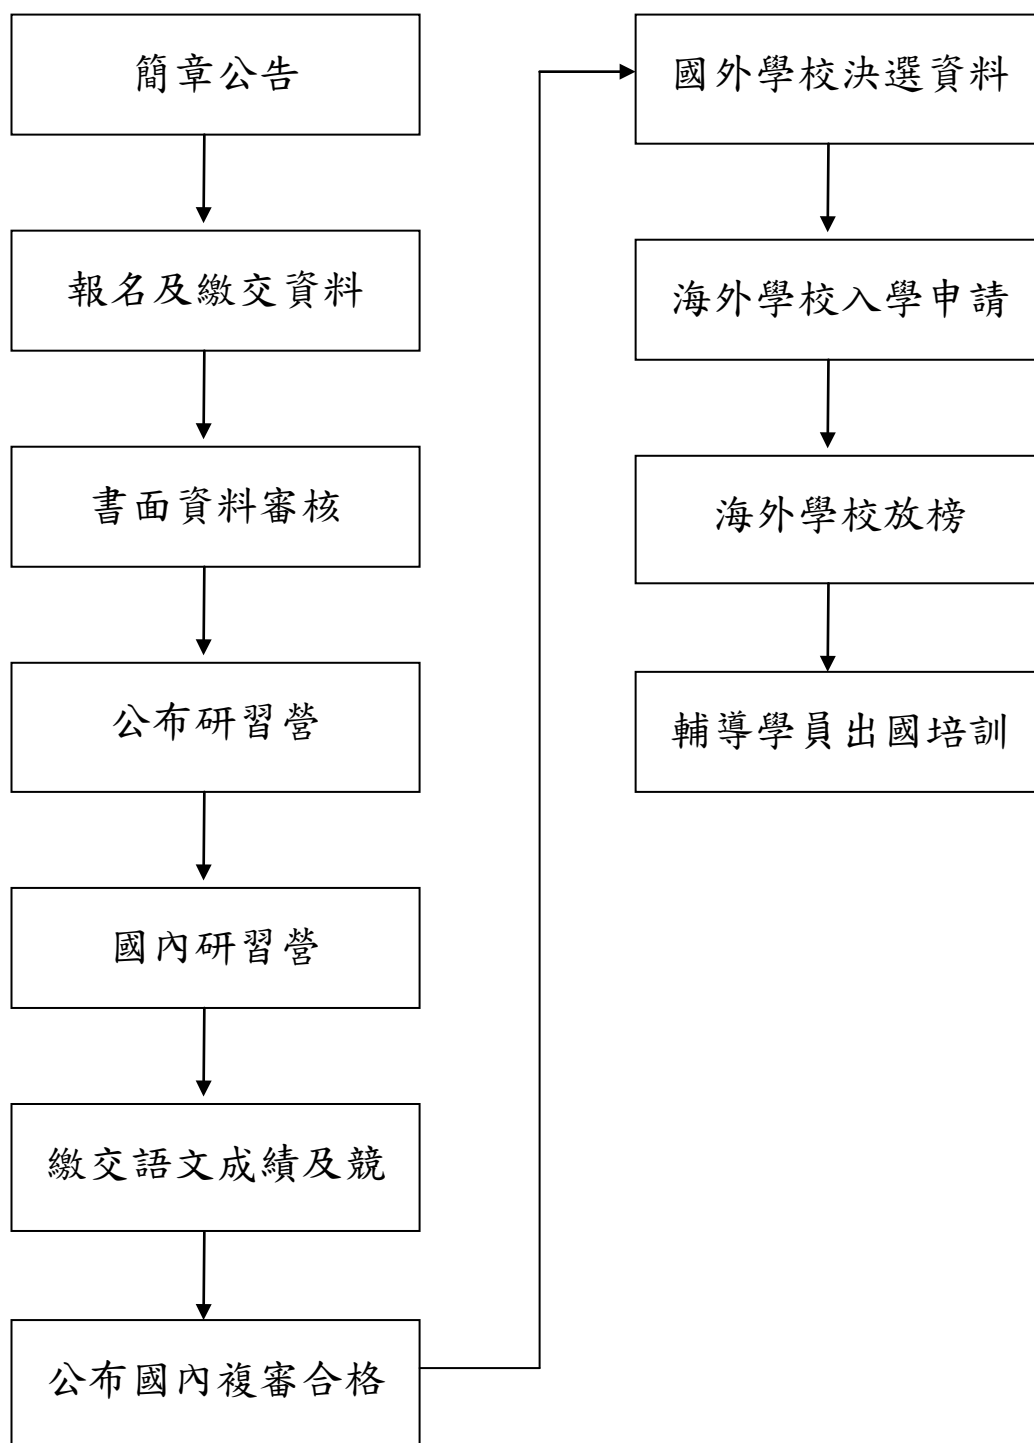 簡章公告
報名及繳交資料
書面資料審核
公布研習營
國內研習營
繳交語文成績及競
公布國內複審合格
國外學校決選資料
海外學校入學申請
海外學校放榜
輔導學員出國培訓